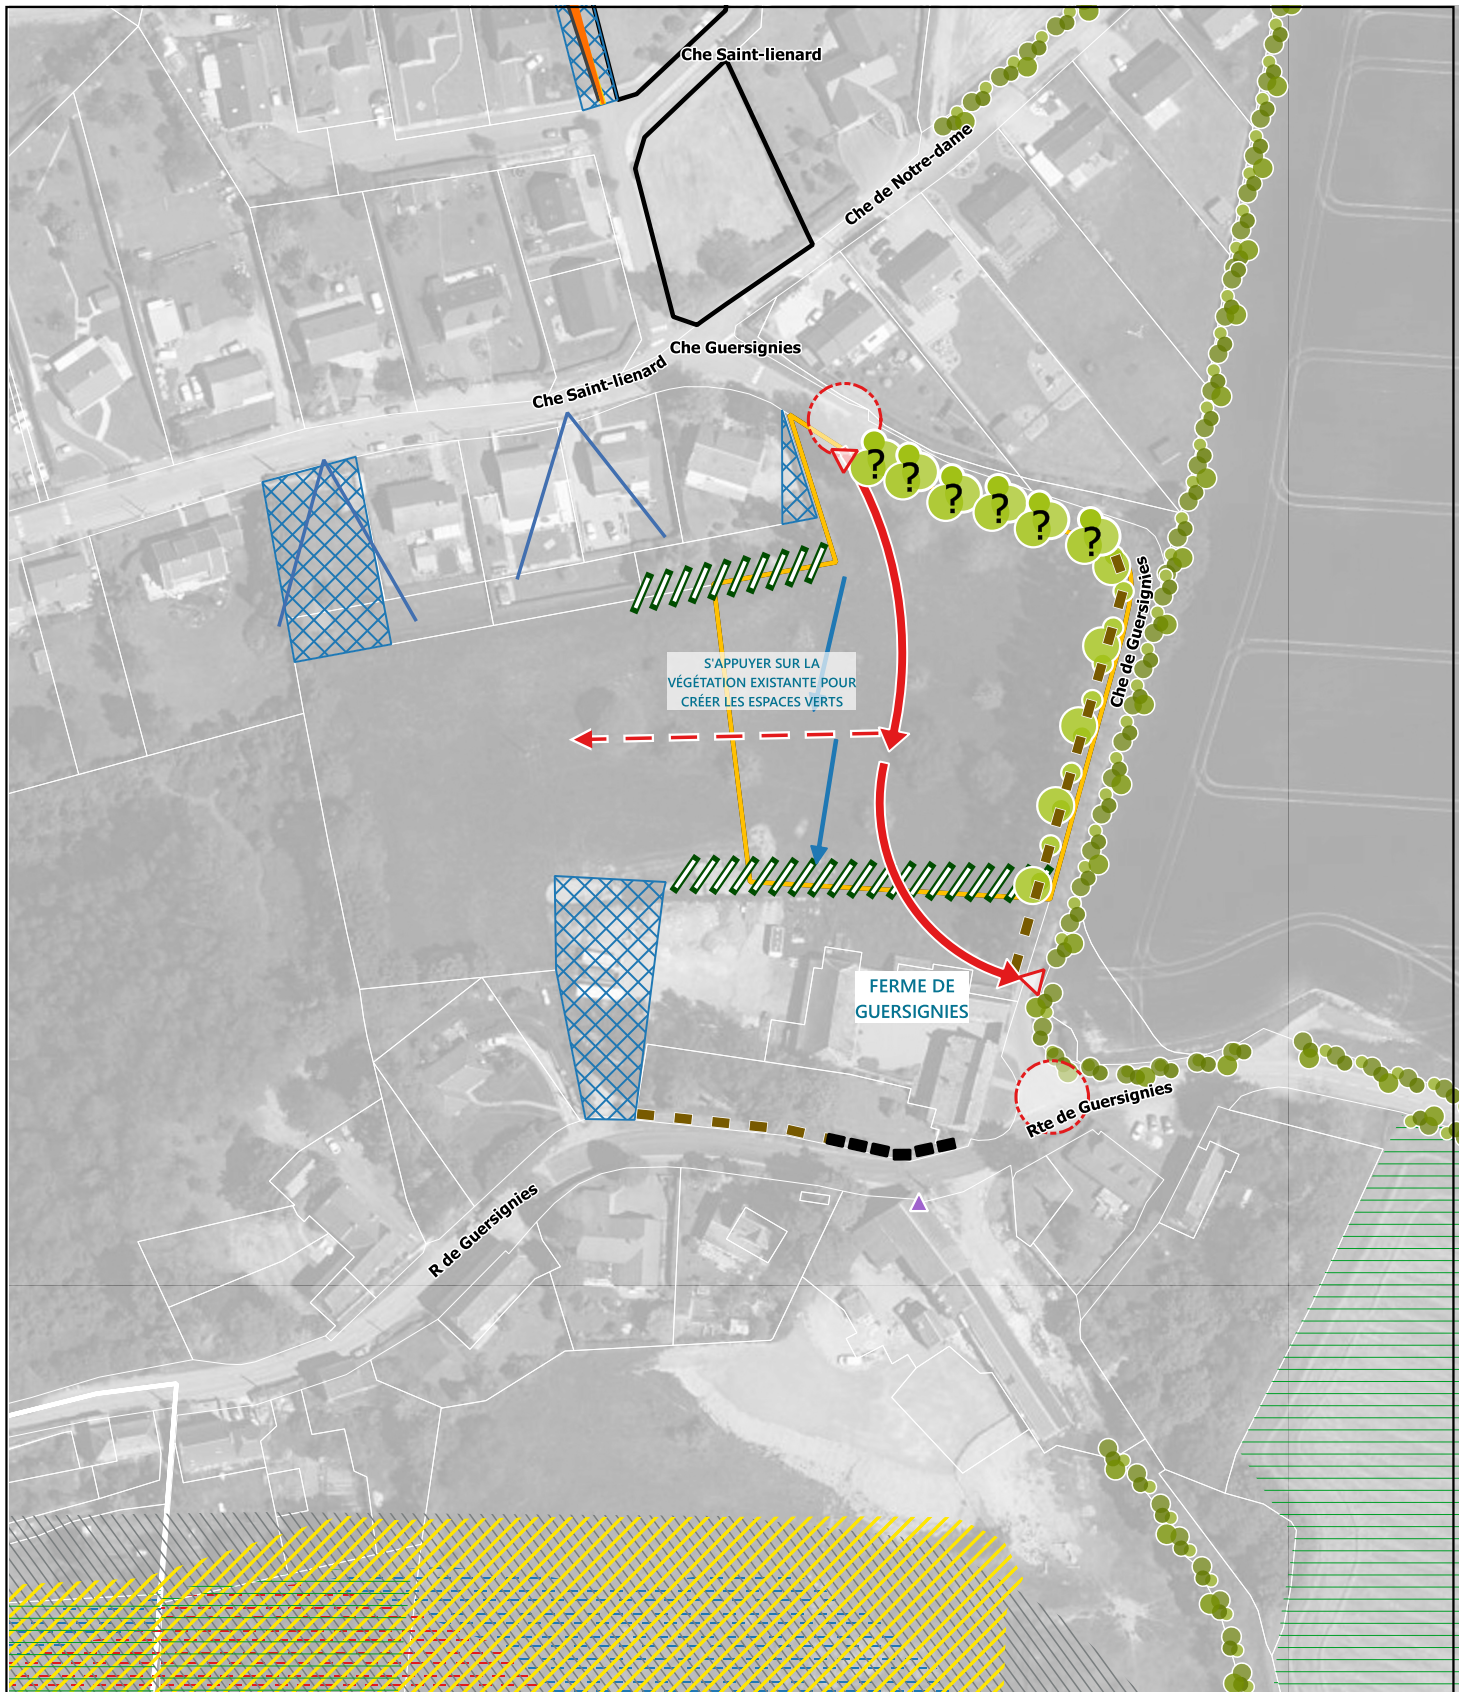 Che Saint-lienard
Che de Notre-dame
Che Guersignies
Che Saint-lienard
?
?
?
?
?
?
Che de Guersignies
S'APPUYER SUR LA
VÉGÉTATION EXISTANTE POUR
CRÉER LES ESPACES VERTS
FERME DE
GUERSIGNIES
Rte de Guersignies
R de Guersignies